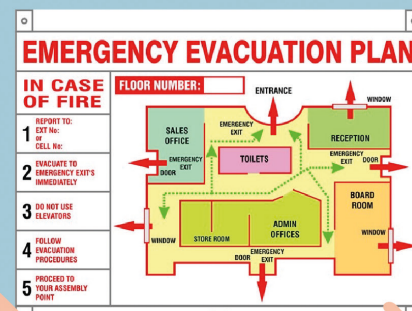 EMERGENCY EVACUATION PLAN
IN CASE
OF FIRE
1 REPORT TO:
EXT No:
or
CELL No:
2 EVACUATE TO
EMERGENCY EXIT'S
IMMEDIATELY
3 DO NOT USE
ELEVATORS
4 FOLLOW
EVACUATION
PROCEDURES
5 PROCEED TO
YOUR ASSEMBLY
POINT
FLOOR NUMBER:
ENTRANCE
WINDOW
SALES
OFFICE
EMERGENCY
EXIT
RECEPTION
TOILETS
EMERGENCY
EXIT
DOOR
EMERGENCY
EXIT
DOOR
BOARD
ROOM
WINDOW
STORE ROOM
ADMIN
OFFICES
WINDOW
DOOR
EMERGENCY
EXIT